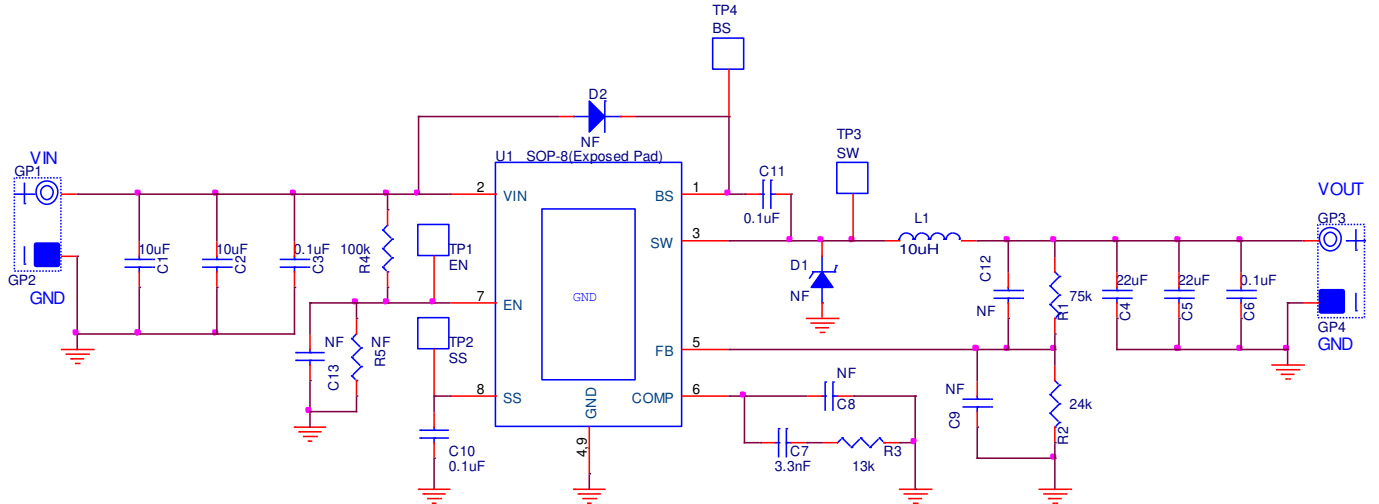 TP4
BS
D2
NF
U1 SOP-8(Exposed Pad)
VIN
GP1
GP2
GND
10uF
C1
10uF
C2
0.1uF
C3
100k
R4
TP1
EN
TP2
SS
NF
C13
NF
R5
C10
0.1uF
2
VIN
7
EN
8
SS
GND
GND
4,9
BS
1
SW
3
FB
5
COMP
6
C11
0.1uF
TP3
SW
D1
NF
L1
10uH
C12
NF
75k
R1
22uF
C4
22uF
C5
0.1uF
C6
VOUT
GP3
GP4
GND
NF
C8
C7
3.3nF
R3
13k
NF
C9
24k
R2